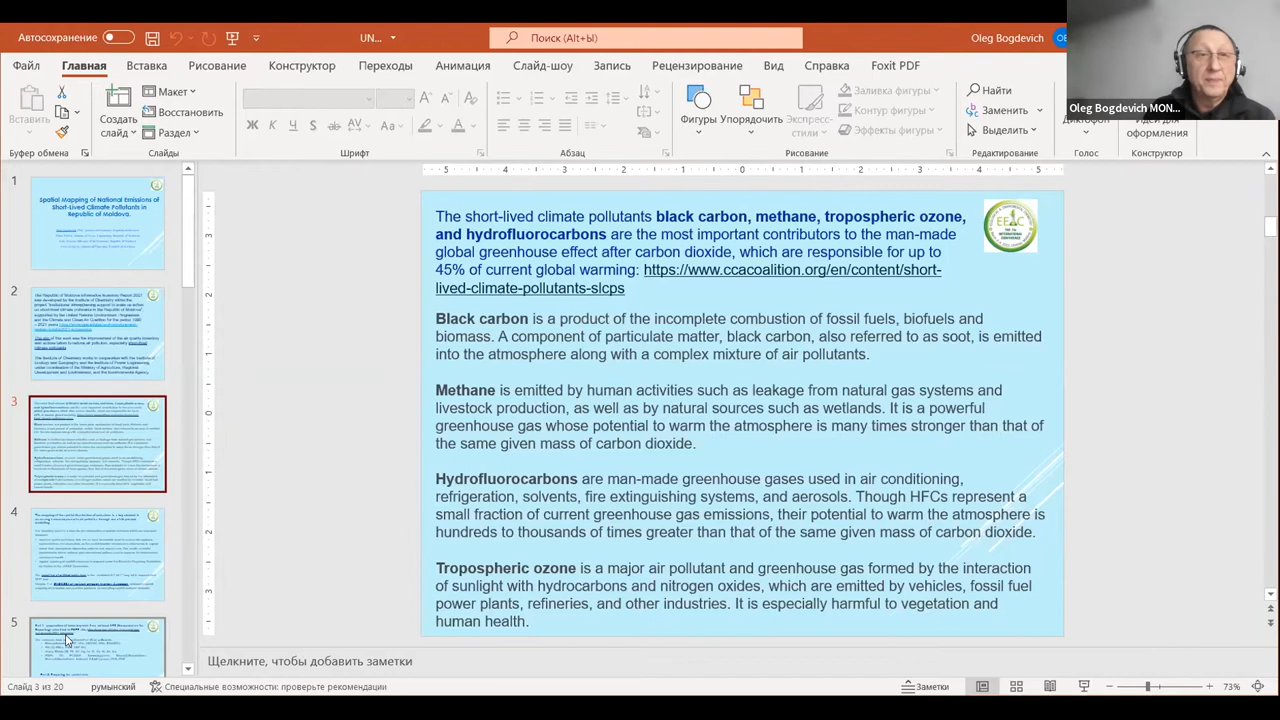 Автосохранение
UN...
Поиск (Alt+Ы)
Oleg Bogdevich
Файл Главная Вставка Рисование Конструктор Переходы Анимация Слайд-шоу Запись Рецензирование Вид Справка Foxit PDF
Oleg Bogdevich MON...
Вставить
Создать
слайд
Макет
Восстановить
Раздел
Фигуры
Упорядочить
Экспресс-
стили
Заливка фигуры
Контур фигуры
Эффекты фигуры
Найти
Заменить
Выделить
Диктофон
Идеи для
оформления
Буфер обмена
Слайды
Шрифт
Абзац
Рисование
Редактирование
Голос
Конструктор
1
Spatial Mapping of National Emissions of
Short-Lived Climate Pollutants in
Republic of Moldova.
2
3
4
5
The short-lived climate pollutants black carbon, methane, tropospheric ozone,
and hydrofluorocarbons are the most important contributors to the man-made
global greenhouse effect after carbon dioxide, which are responsible for up to
45% of current global warming: https://www.ccacoalition.org/en/content/short-
lived-climate-pollutants-slcps
Black carbon is the product of the incomplete combustion of fossil fuels, biofuels and
biomass. A component of particular matter, black carbon, also referred to as soot, is emitted
into the atmosphere along with a complex mixture of by-products.
Methane is emitted by human activities such as leakage from natural gas systems and
livestock production, as well as by natural sources such as wetlands. It is a powerful
greenhouse gas whose potential to warm the atmosphere is many times stronger than that of
the same given mass of carbon dioxide.
Hydrofluorocarbons are man-made greenhouse gases used in air conditioning,
refrigeration, solvents, fire extinguishing systems, and aerosols. Though HFCs represent a
small fraction of current greenhouse gas emissions, their potential to warm the atmosphere is
hundreds to thousands of times greater than that of the same given mass of carbon dioxide.
Tropospheric ozone is a major air pollutant and greenhouse gas formed by the interaction
of sunlight with hydrocarbons and nitrogen oxides, which are emitted by vehicles, fossil fuel
power plants, refineries, and other industries. It is especially harmful to vegetation and
human health.
Щелкните, чтобы добавить заметки
Слайд 3 из 20
румынский
Специальные возможности: проверьте рекомендации
Заметки
73%